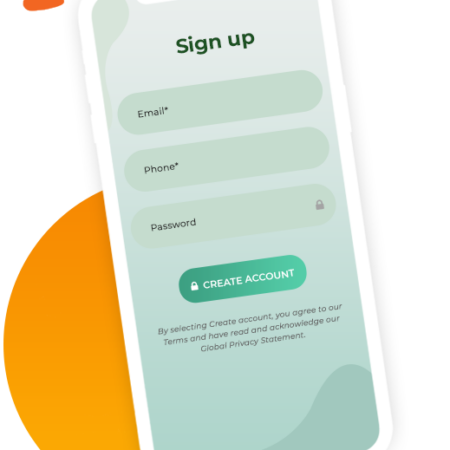 Sign up
Email*
Phone*
Password
CREATE ACCOUNT
By selecting Create account, you agree to our
Terms and have read and acknowledge our
Global Privacy Statement.